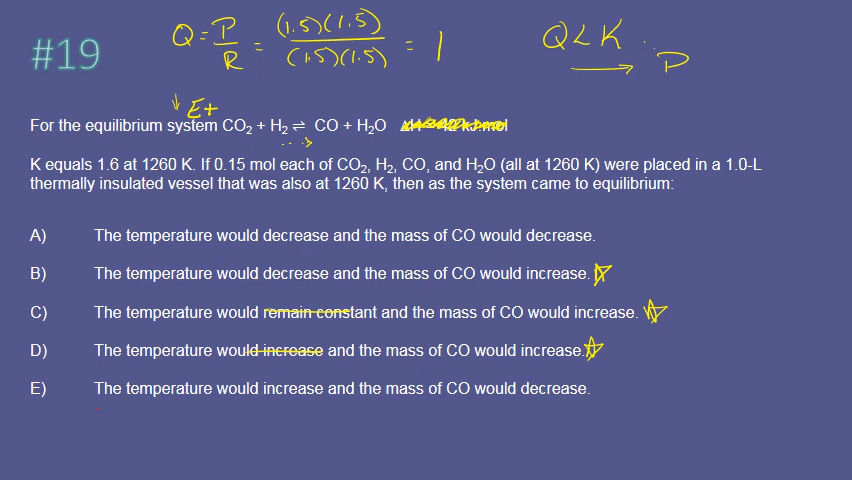 Q = P/R = (1.5)(1.5)/(1.5)(1.5) = 1
Q < K
P
#19
↓ E+
For the equilibrium system CO₂ + H₂ ⇌ CO + H₂O
K equals 1.6 at 1260 K. If 0.15 mol each of CO₂, H₂, CO, and H₂O (all at 1260 K) were placed in a 1.0-L
thermally insulated vessel that was also at 1260 K, then as the system came to equilibrium:
A) The temperature would decrease and the mass of CO would decrease.
B) The temperature would decrease and the mass of CO would increase.
C) The temperature would remain constant and the mass of CO would increase.
D) The temperature would increase and the mass of CO would increase.
E) The temperature would increase and the mass of CO would decrease.